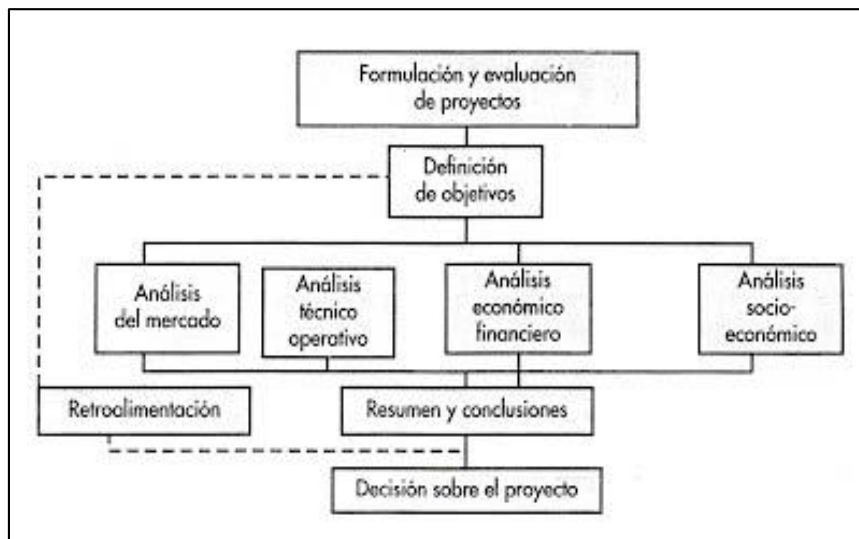 Formulación y evaluación
de proyectos
Definición
de objetivos
Análisis
del mercado
Análisis
técnico
operativo
Análisis
económico
financiero
Análisis
socio-
económico
Retroalimentación
Resumen y conclusiones
Decisión sobre el proyecto